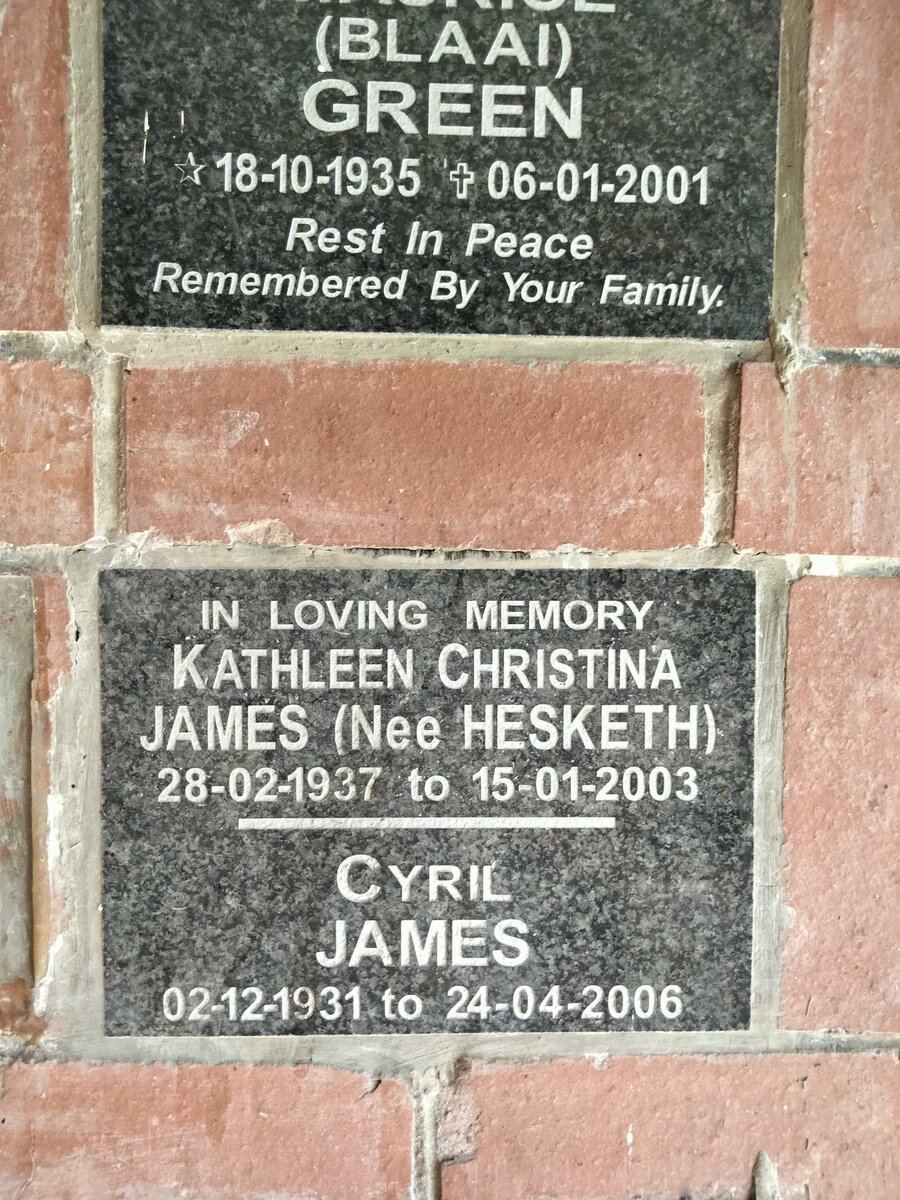 MAURICE
(BLAAI)
GREEN
☆ 18-10-1935 ✝ 06-01-2001
Rest In Peace
Remembered By Your Family.
IN LOVING MEMORY
KATHLEEN CHRISTINA
JAMES (Nee HESKETH)
28-02-1937 to 15-01-2003
CYRIL
JAMES
02-12-1931 to 24-04-2006